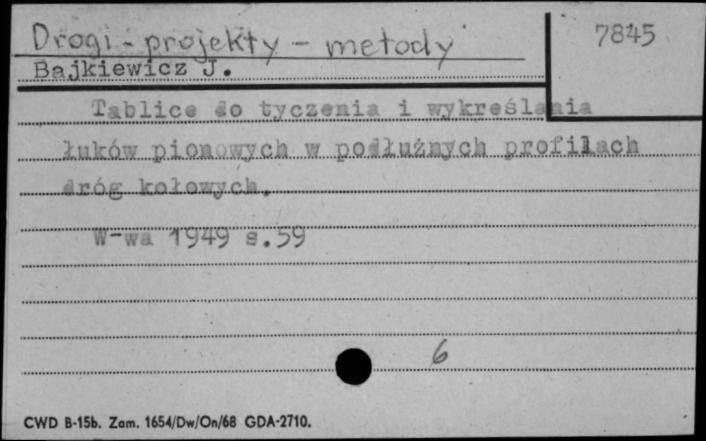 Drogi - projekty - metody
7845
Bajkiewicz J.
Tablice do tyczenia i wykreślania
łuków pionowych w podłużnych profilach
dróg kołowych.
W-wa 1949 s.59
6
CWD B-15b. Zam. 1654/Dw/On/68 GDA-2710.